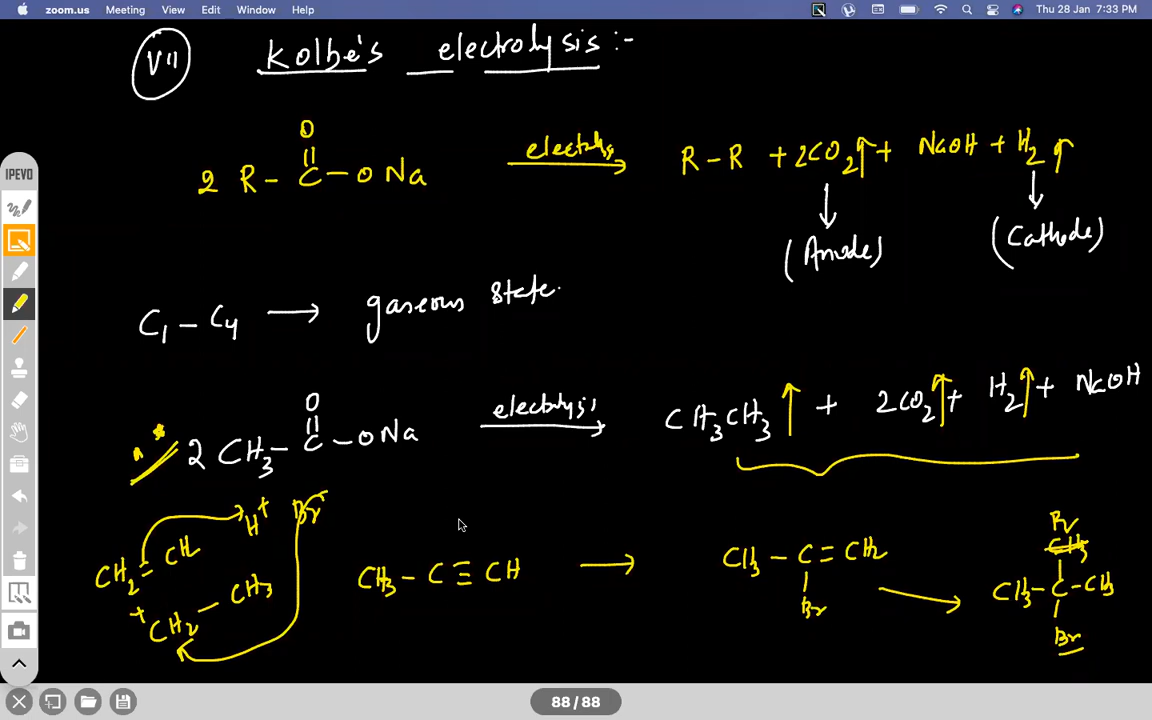 zoom.us Meeting View Edit Window Help Thu 28 Jan 7:33 PM
VII Kolbe's electrolysis :-
O
2 R - C - O Na electrolysis R - R + 2CO2 ↑ + NaOH + H2 ↑
(Anode) (Cathode)
IPEVO
C1 - C4 → gaseous state.
O
2 CH3 - C - O Na electrolysis CH3CH3 ↑ + 2CO2 ↑ + H2 ↑ + NaOH
H+ Br-
CH2 = CH
+CH2 - CH3
CH3 - C ≡ CH → CH3 - C = CH2
Br
Br
CH3
CH3 - C - CH3
Br
88 / 88